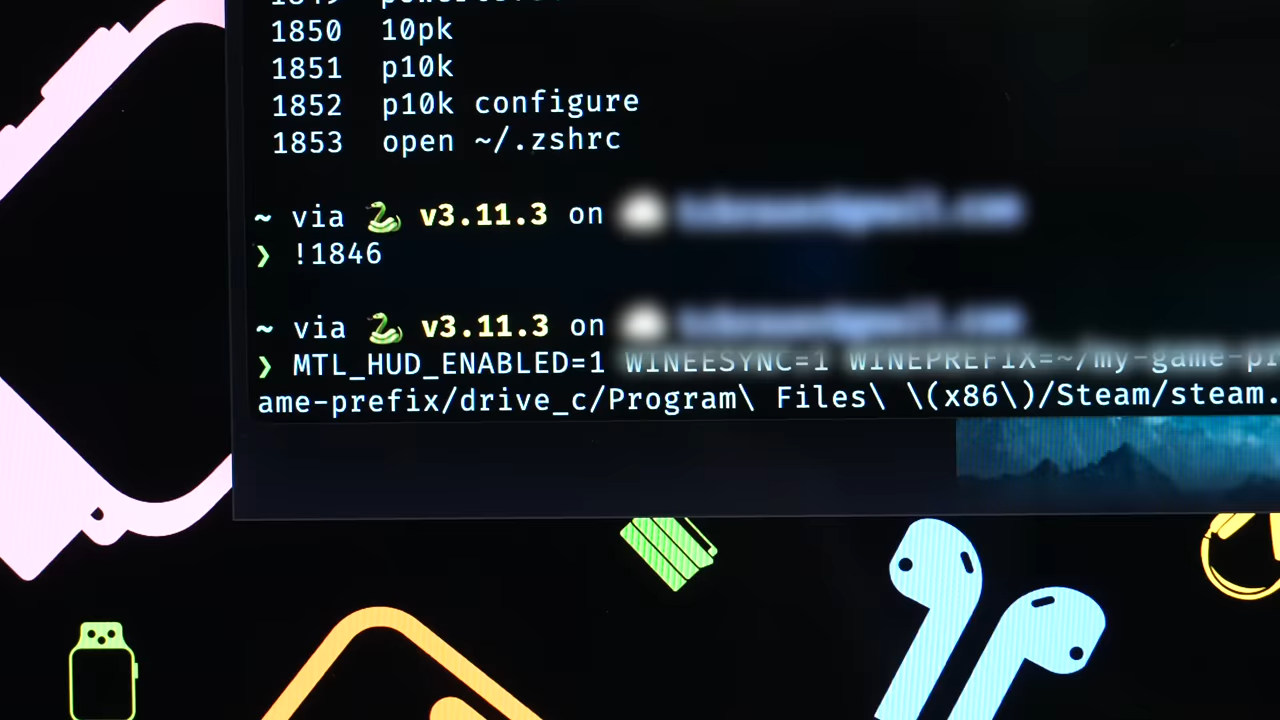 1850 10pk
1851 p10k
1852 p10k configure
1853 open ~/.zshrc
~ via v3.11.3 on
❯ !1846
~ via v3.11.3 on
❯ MTL_HUD_ENABLED=1 WINEESYNC=1 WINEPREFIX=~/my-game-pr
ame-prefix/drive_c/Program\ Files\ \(x86\)/Steam/steam.